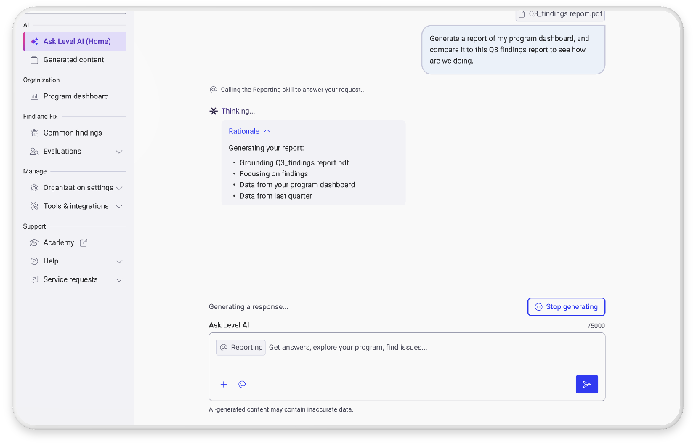 AI
Ask Level AI (Home)
Generated content
Organization
Program dashboard
Find and Fix
Common findings
Evaluations
Manage
Organization settings
Tools & integrations
Support
Academy
Help
Service requests
Q3_findings report.pdf
Generate a report of my program dashboard, and
compare it to this Q3 findings report to see how
are we doing.
Calling the Reporting skill to answer your request...
Thinking...
Rationale
Generating your report:
• Grounding Q3_findings report.pdf
• Focusing on findings
• Data from your program dashboard
• Data from last quarter
Generating a response...
Stop generating
Ask Level AI
/5000
Reporting
Get answers, explore your program, find issues...
AI-generated content may contain inaccurate data.